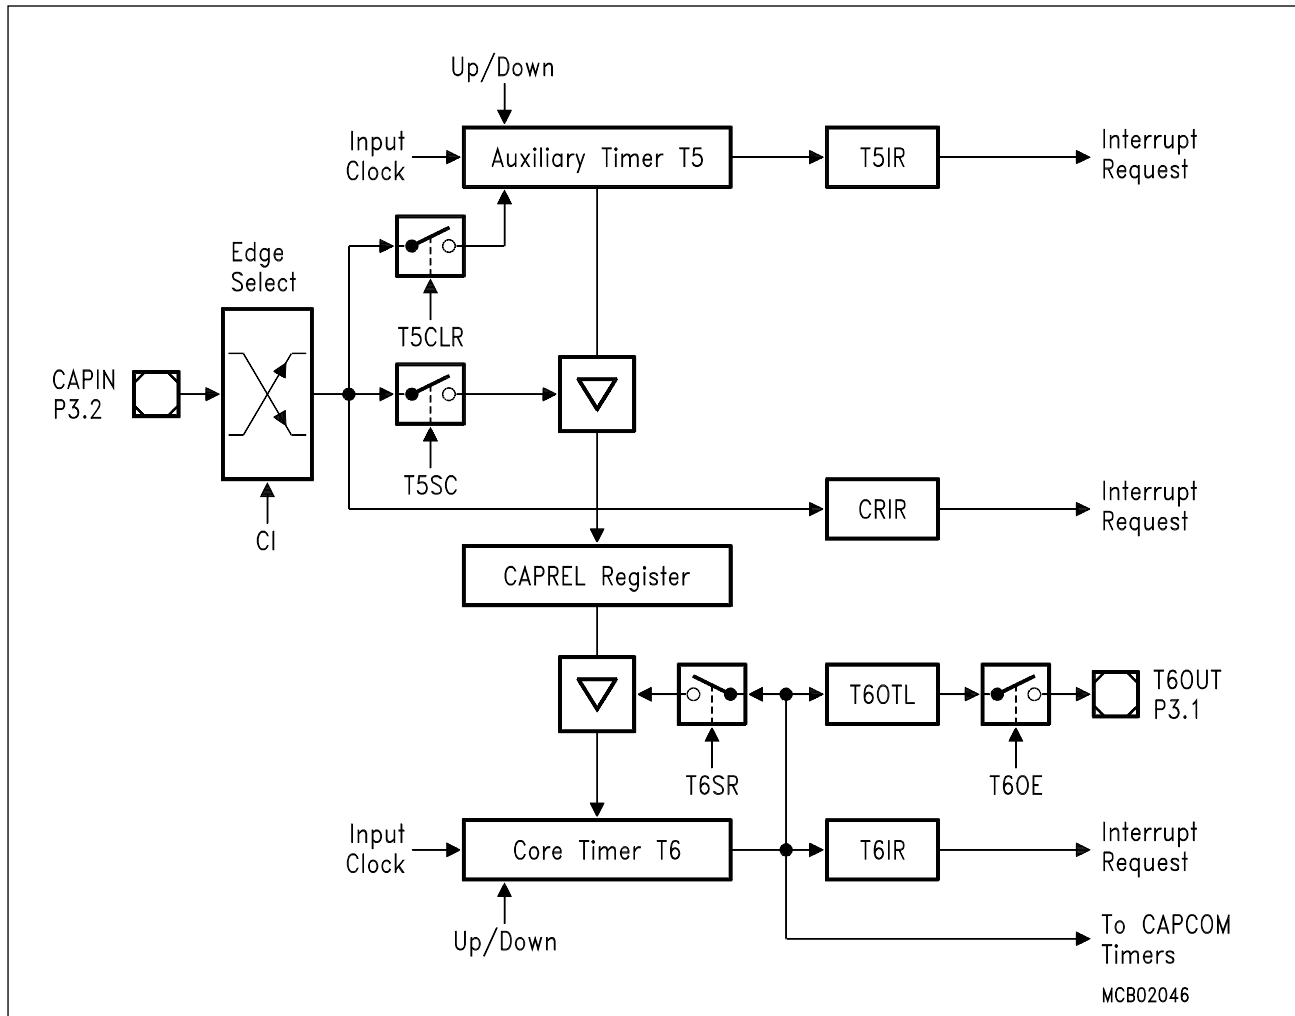 Up/Down
Input
Clock
Auxiliary Timer T5
T5IR
Interrupt
Request
Edge
Select
T5CLR
CAPIN
P3.2
T5SC
CI
CRIR
Interrupt
Request
CAPREL Register
T6OTL
T6OUT
P3.1
T6SR
T6OE
Input
Clock
Core Timer T6
T6IR
Interrupt
Request
Up/Down
To CAPCOM
Timers
MCB02046